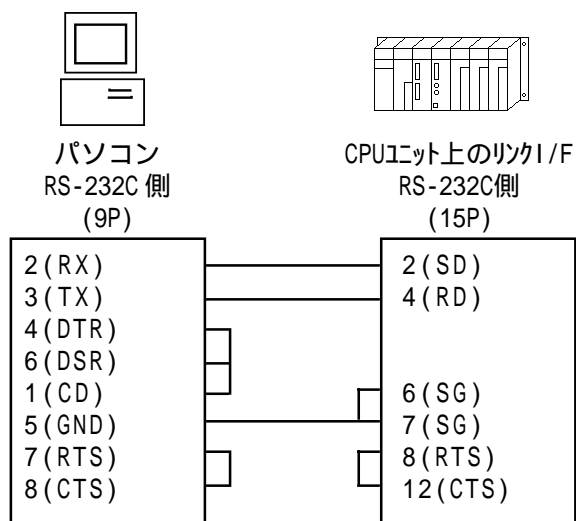 パソコン
RS-232C 側
(9P)
CPUユニット上のリンクI/F
RS-232C側
(15P)
2(RX)
3(TX)
4(DTR)
6(DSR)
1(CD)
5(GND)
7(RTS)
8(CTS)
2(SD)
4(RD)
6(SG)
7(SG)
8(RTS)
12(CTS)